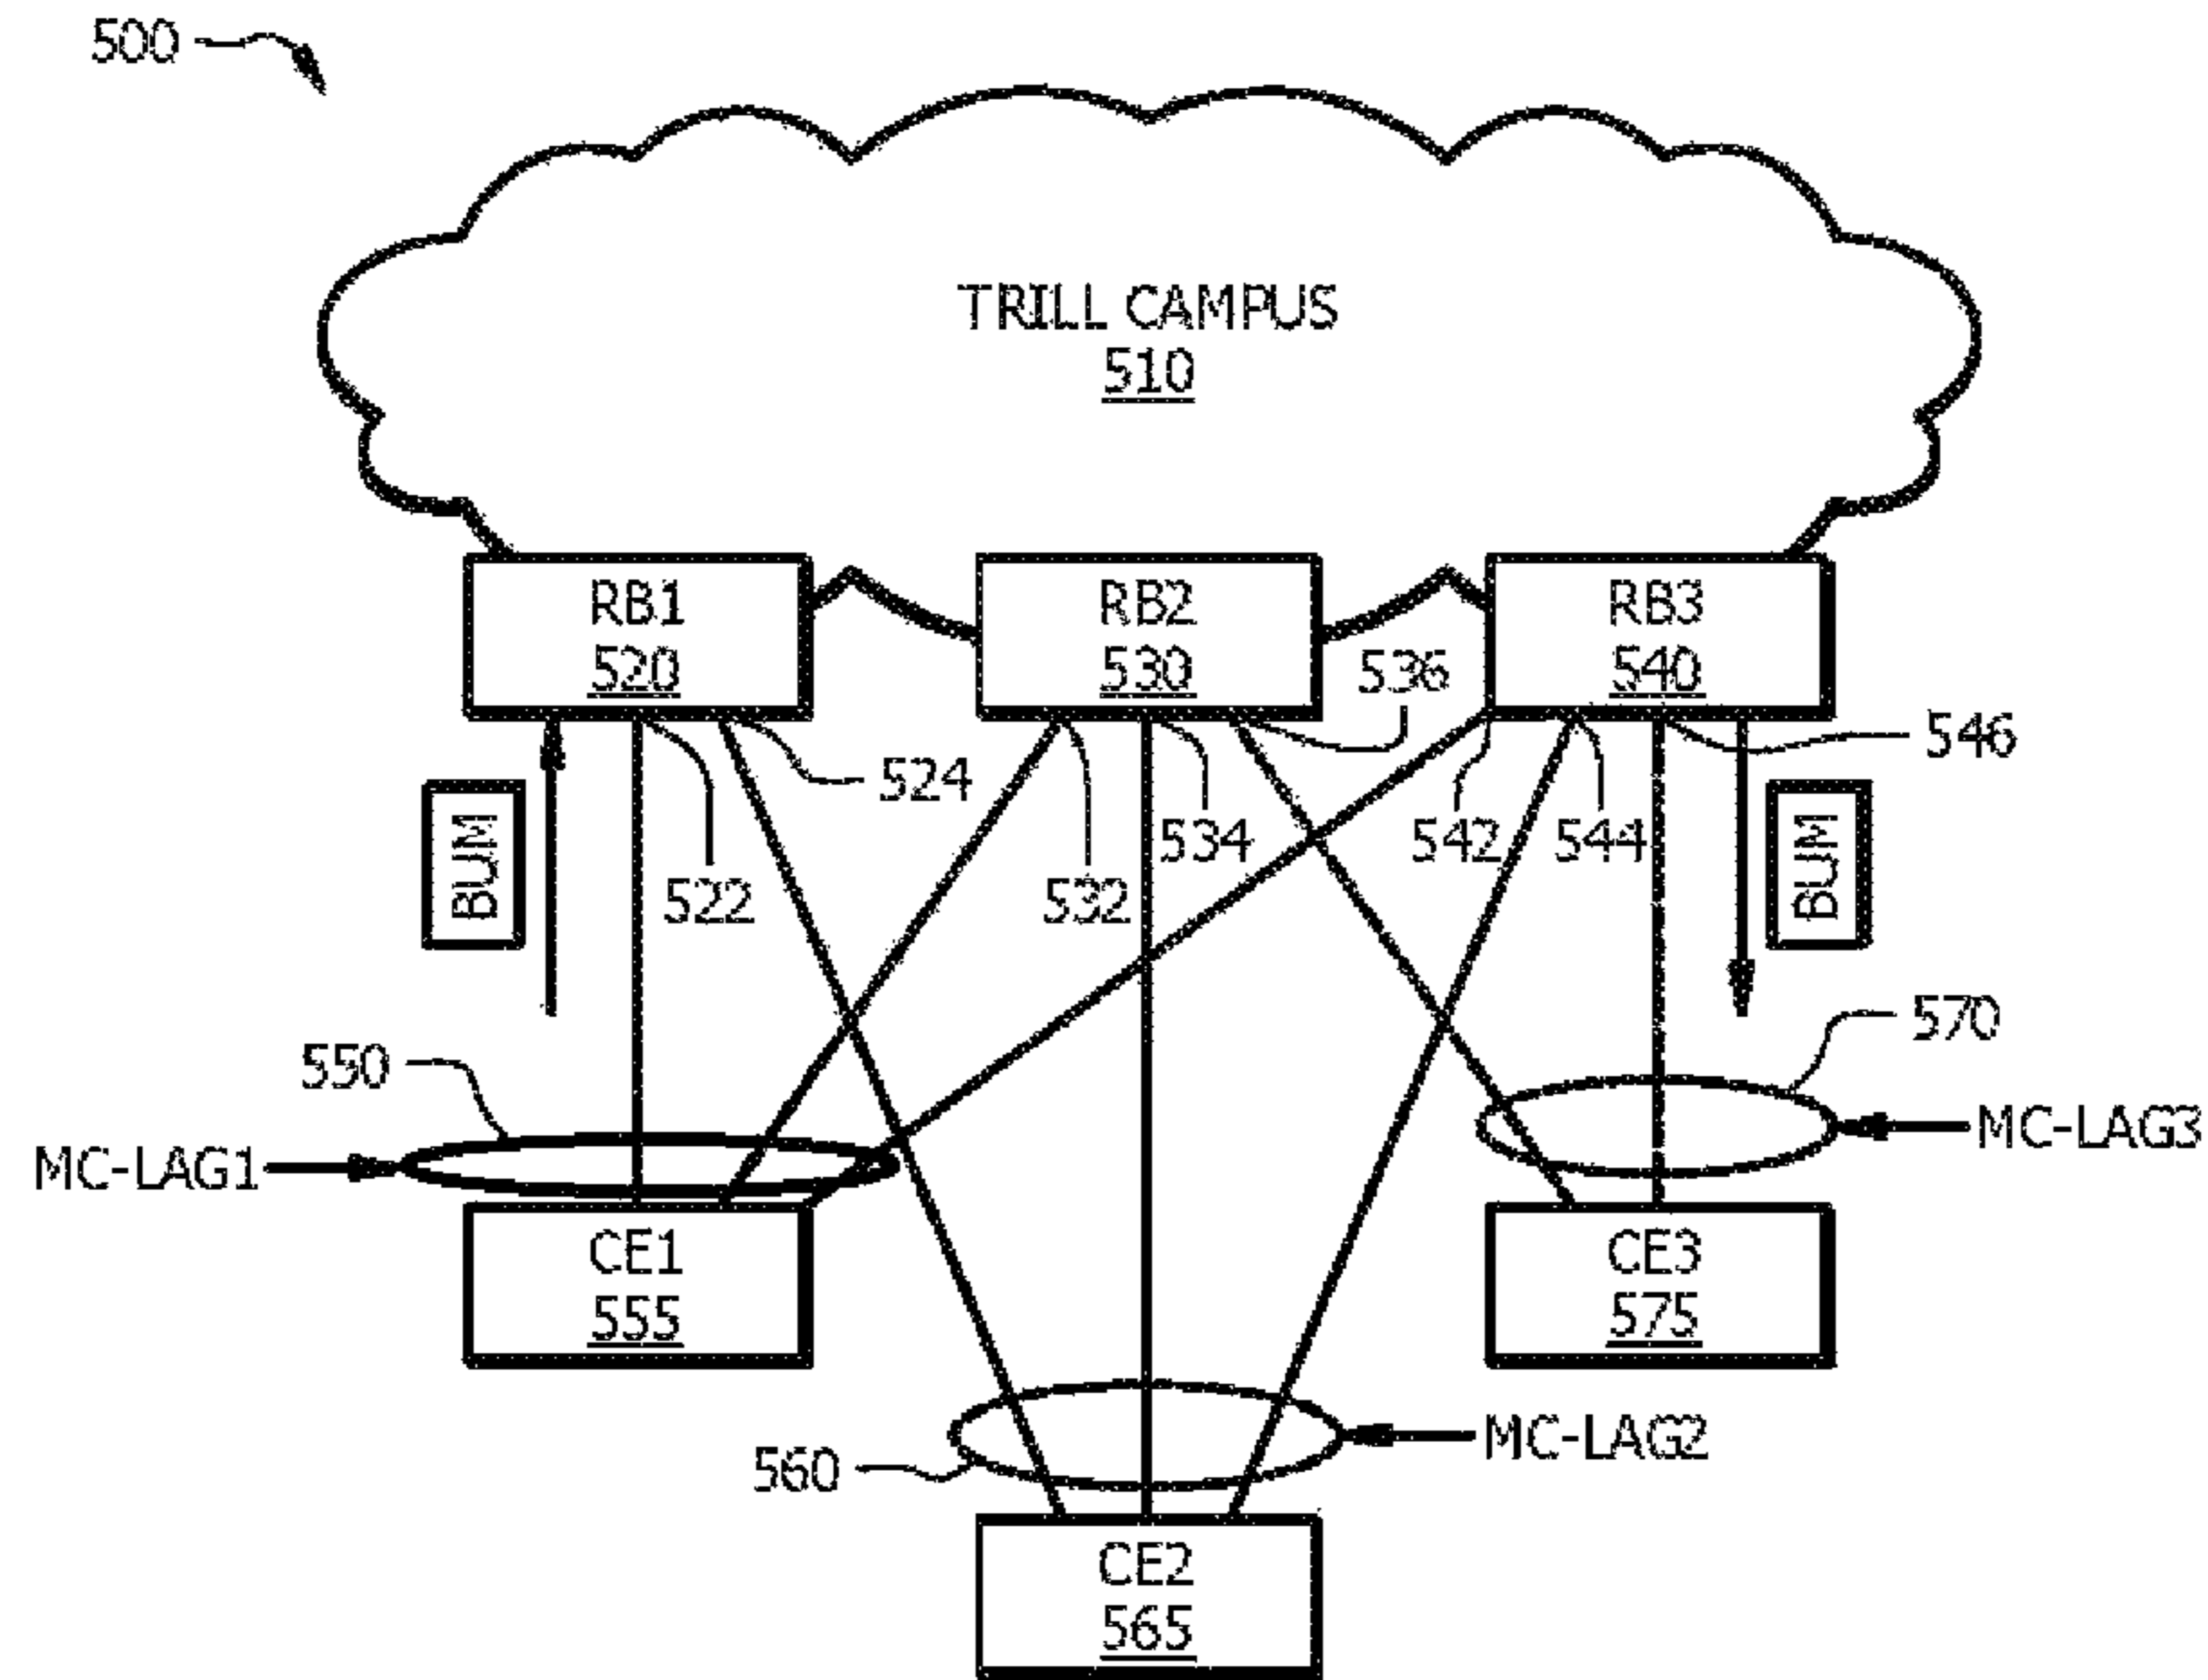 500
TRILL CAMPUS
510
RB1
520
RB2
530
RB3
540
536
546
524
BUM
522
532
534
542
544
BUM
550
570
MC-LAG1
MC-LAG3
CE1
555
CE3
575
560
MC-LAG2
CE2
565